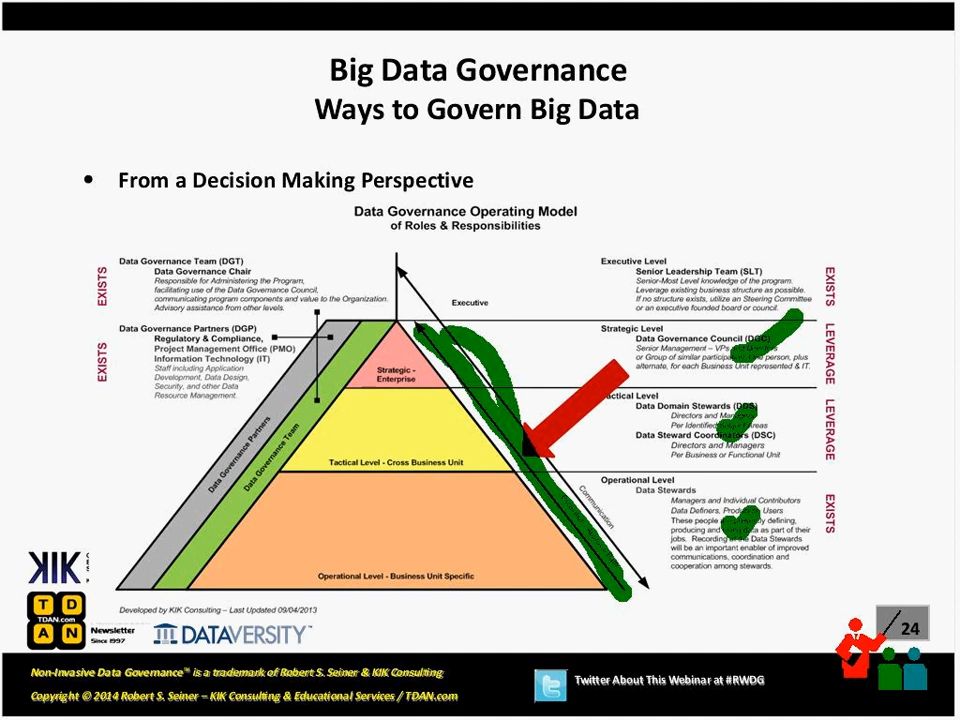 Big Data Governance
Ways to Govern Big Data
• From a Decision Making Perspective
Data Governance Operating Model
of Roles & Responsibilities
EXISTS
Data Governance Team (DGT)
Data Governance Chair
Responsible for Administering the Program,
facilitating use of the Data Governance Council,
communicating program components and value to the Organization.
Advisory assistance from other levels.
EXISTS
Data Governance Partners (DGP)
Regulatory & Compliance,
Project Management Office (PMO)
Information Technology (IT)
Staff including Application
Development, Data Design,
Security, and other Data
Resource Management.
Executive
Strategic -
Enterprise
Tactical Level - Cross Business Unit
Operational Level - Business Unit Specific
Data Governance Partners
Data Governance Team
Communication
Executive Level
Senior Leadership Team (SLT)
Senior-Most Level knowledge of the program.
Leverage existing business structure as possible.
If no structure exists, utilize an Steering Committee
or an executive founded board or council.
EXISTS
Strategic Level
Data Governance Council (DGC)
Senior Management – VPs
or Group of similar person, plus
alternate, for each Business Unit represented & IT.
LEVERAGE
Tactical Level
Data Domain Stewards (DDS)
Directors and
Per Identified Areas
Data Steward Coordinators (DSC)
Directors and Managers
Per Business or Functional Unit
LEVERAGE
Operational Level
Data Stewards
Managers and Individual Contributors
Data Definers, Users
These people defining,
producing and data as part of their
jobs. Recording the Data Stewards
will be an important enabler of improved
communications, coordination and
cooperation among stewards.
EXISTS
Developed by KIK Consulting – Last Updated 09/04/2013
KIK
T D
TDAN.com
A N
Newsletter
Since 1997
DATAVERSITY™
24
Non-Invasive Data Governance™ is a trademark of Robert S. Seiner & KIK Consulting
Copyright © 2014 Robert S. Seiner – KIK Consulting & Educational Services / TDAN.com
Twitter About This Webinar at #RWDG